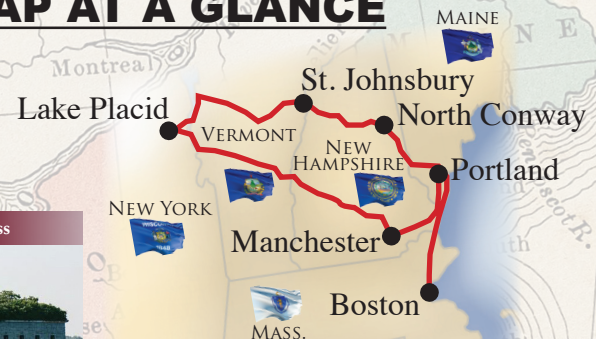 AP AT A GLANCE
MAINE
N E
Montreal
St. Johnsbury
Lake Placid
North Conway
VERMONT
NEW
HAMPSHIRE
Portland
NEW YORK
ss
Manchester
Boston
MASS.